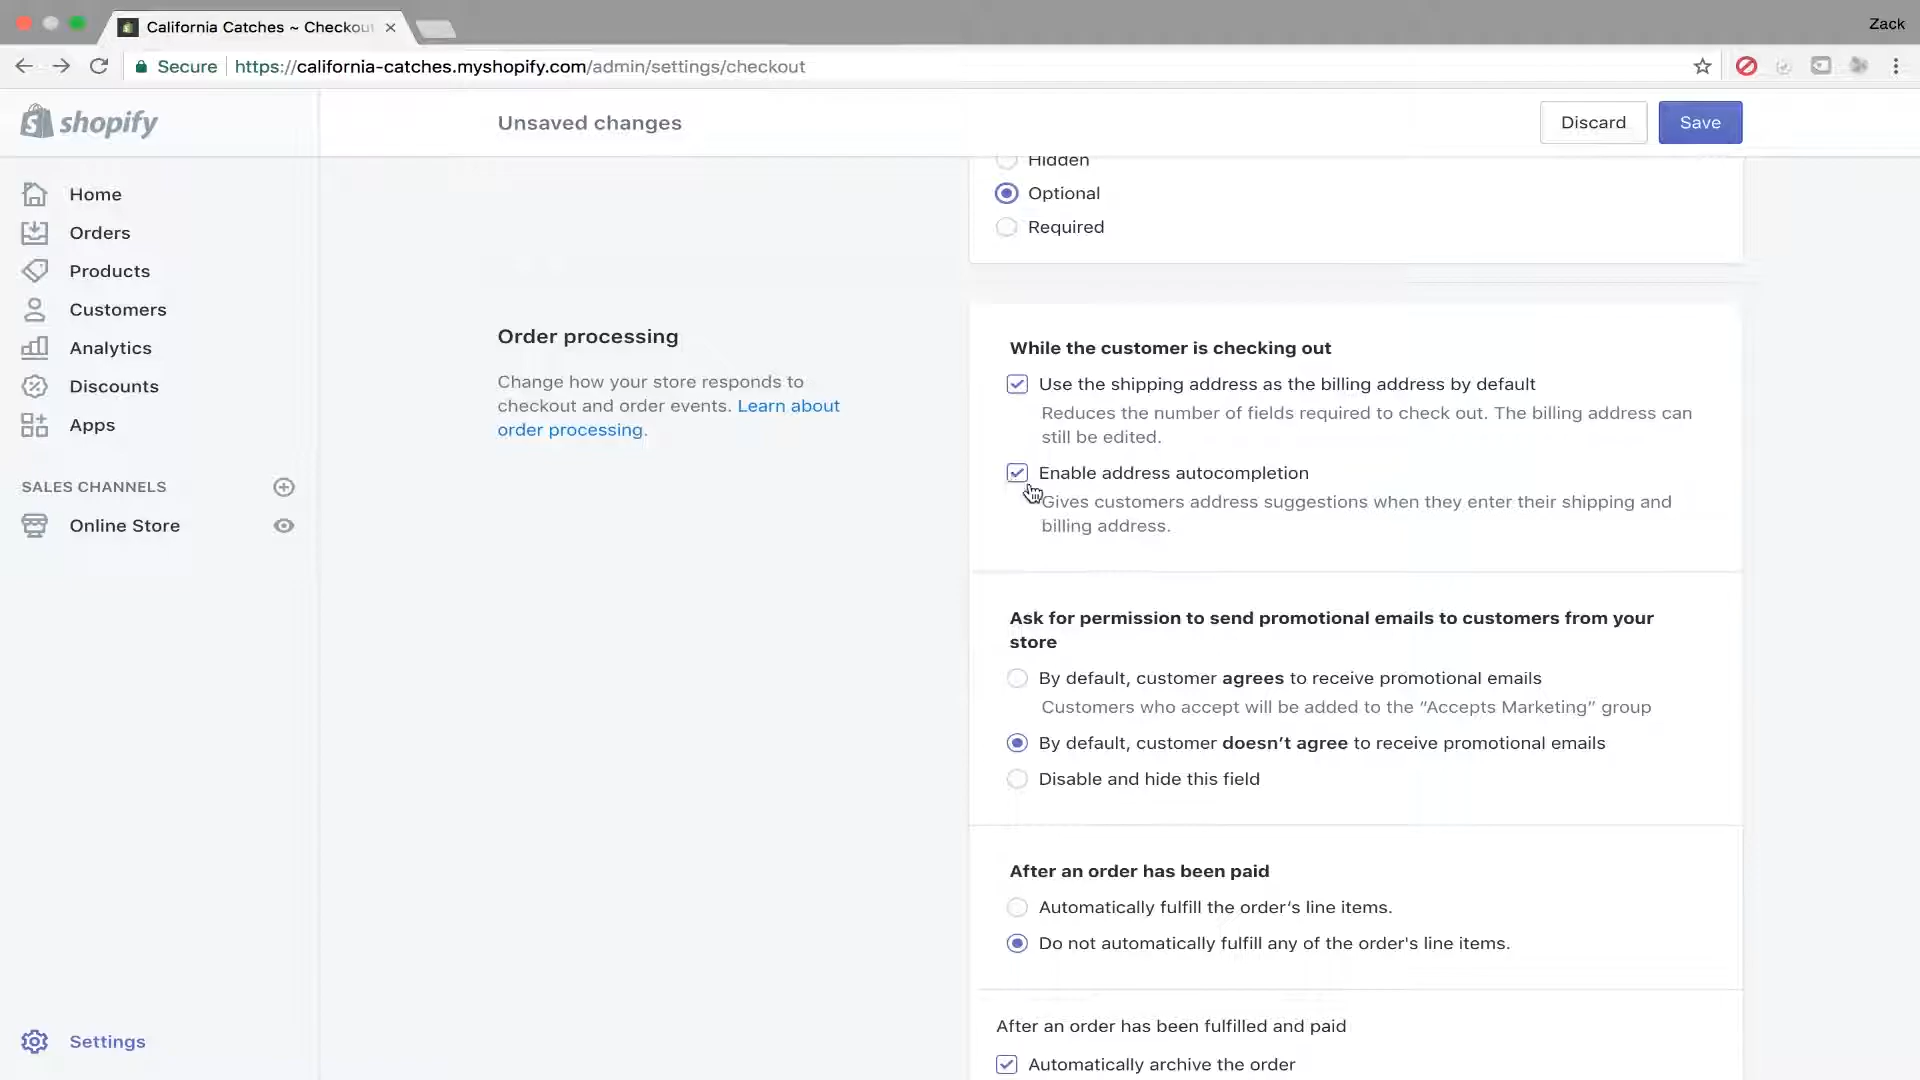 California Catches ~ Checkout
Zack
Secure
https://california-catches.myshopify.com/admin/settings/checkout
shopify
Unsaved changes
Discard
Save
Home
Orders
Products
Customers
Analytics
Discounts
Apps
SALES CHANNELS
Online Store
Settings
Hidden
Optional
Required
Order processing
Change how your store responds to
checkout and order events. Learn about
order processing.
While the customer is checking out
Use the shipping address as the billing address by default
Reduces the number of fields required to check out. The billing address can
still be edited.
Enable address autocompletion
Gives customers address suggestions when they enter their shipping and
billing address.
Ask for permission to send promotional emails to customers from your
store
By default, customer agrees to receive promotional emails
Customers who accept will be added to the “Accepts Marketing” group
By default, customer doesn’t agree to receive promotional emails
Disable and hide this field
After an order has been paid
Automatically fulfill the order’s line items.
Do not automatically fulfill any of the order's line items.
After an order has been fulfilled and paid
Automatically archive the order